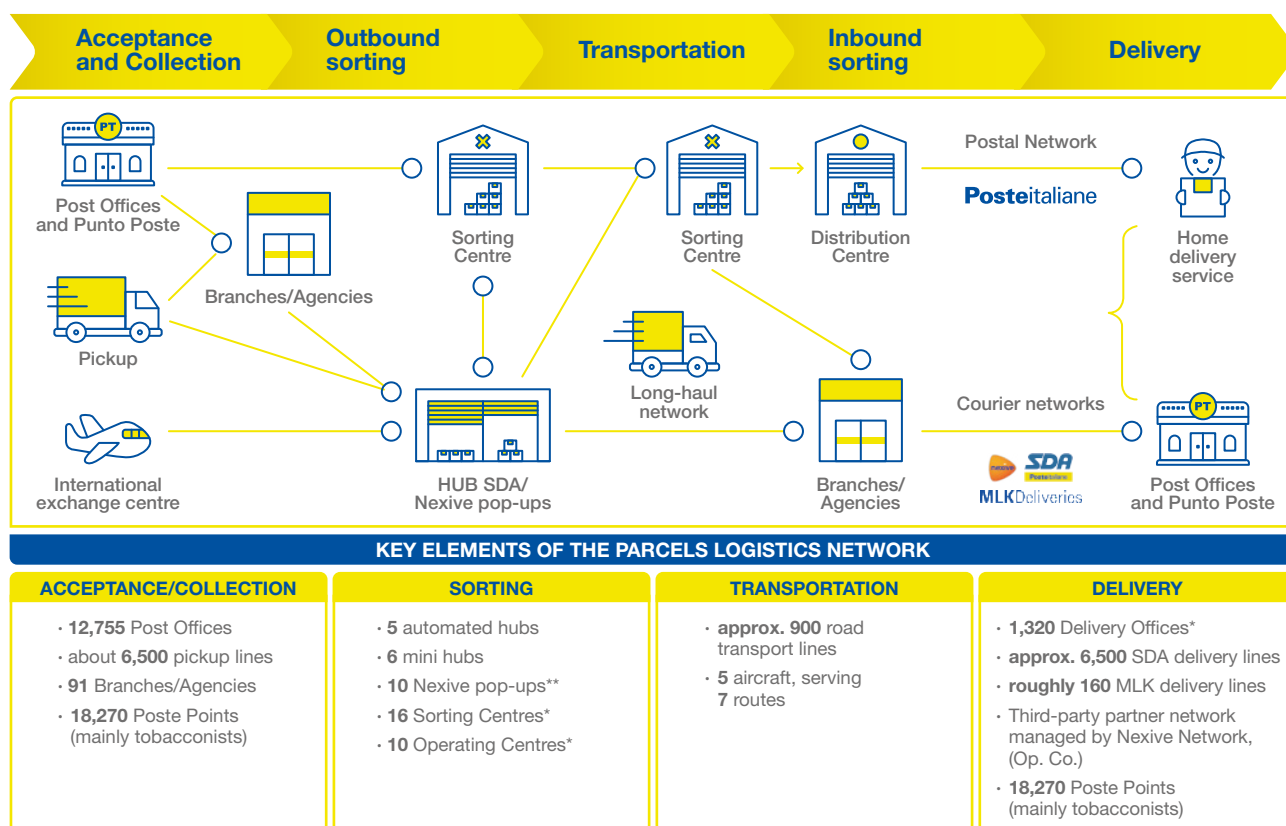 Acceptance
and Collection
Outbound
sorting
Transportation
Inbound
sorting
Delivery
PT
Post Offices
and Punto Poste
Branches/Agencies
Pickup
International
exchange centre
Sorting
Centre
HUB SDA/
Nexive pop-ups
Sorting
Centre
Distribution
Centre
Long-haul
network
Branches/
Agencies
Postal Network
Posteitaliane
Home
delivery
service
Courier networks
nexive
SDA
Posteitaliane
MLKDeliveries
PT
Post Offices
and Punto Poste
KEY ELEMENTS OF THE PARCELS LOGISTICS NETWORK
ACCEPTANCE/COLLECTION
· 12,755 Post Offices
· about 6,500 pickup lines
· 91 Branches/Agencies
· 18,270 Poste Points
(mainly tobacconists)
SORTING
· 5 automated hubs
· 6 mini hubs
· 10 Nexive pop-ups**
· 16 Sorting Centres*
· 10 Operating Centres*
TRANSPORTATION
· approx. 900 road
transport lines
· 5 aircraft, serving
7 routes
DELIVERY
· 1,320 Delivery Offices*
· approx. 6,500 SDA delivery lines
· roughly 160 MLK delivery lines
· Third-party partner network
managed by Nexive Network,
(Op. Co.)
· 18,270 Poste Points
(mainly tobacconists)